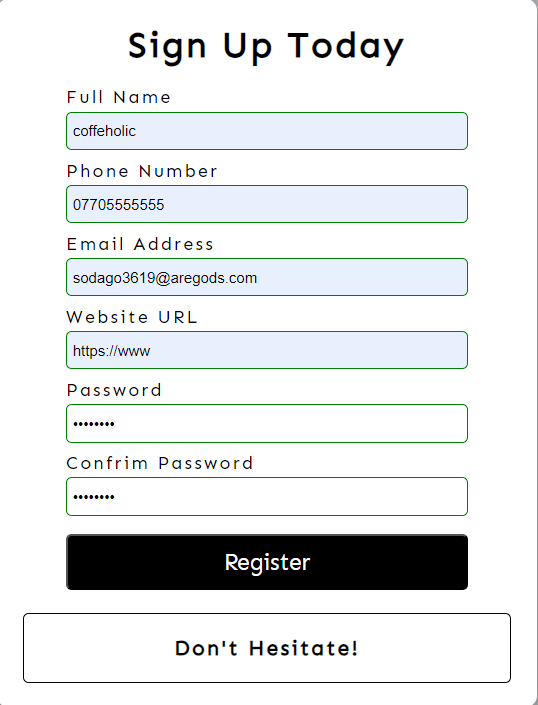 Sign Up Today
Full Name
coffeholic
Phone Number
07705555555
Email Address
sodago3619@aregods.com
Website URL
https://www
Password
••••••••
Confrim Password
••••••••
Register
Don't Hesitate!